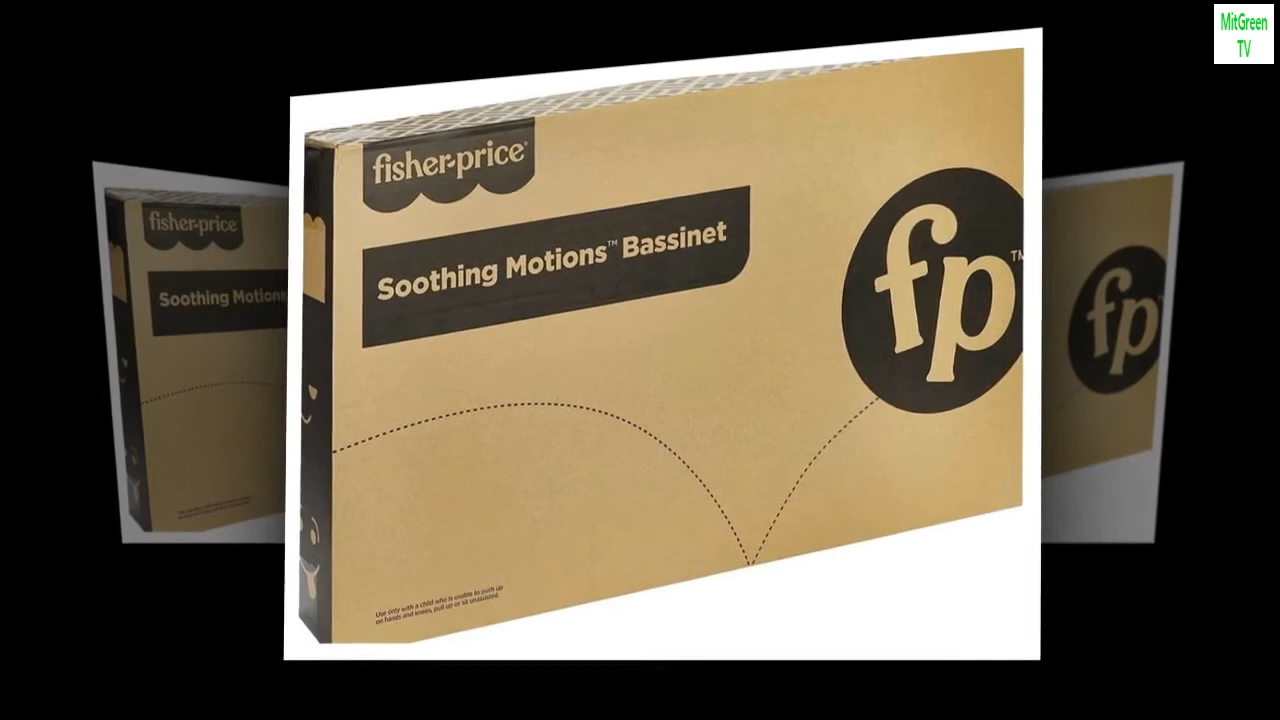 MitGreen
TV
fisher-price®
Soothing Motions™ Bassinet
fp™
Use only with a child who is unable to push up
on hands and knees, pull up or sit unassisted.
fisher-price
Soothing Motions
fp